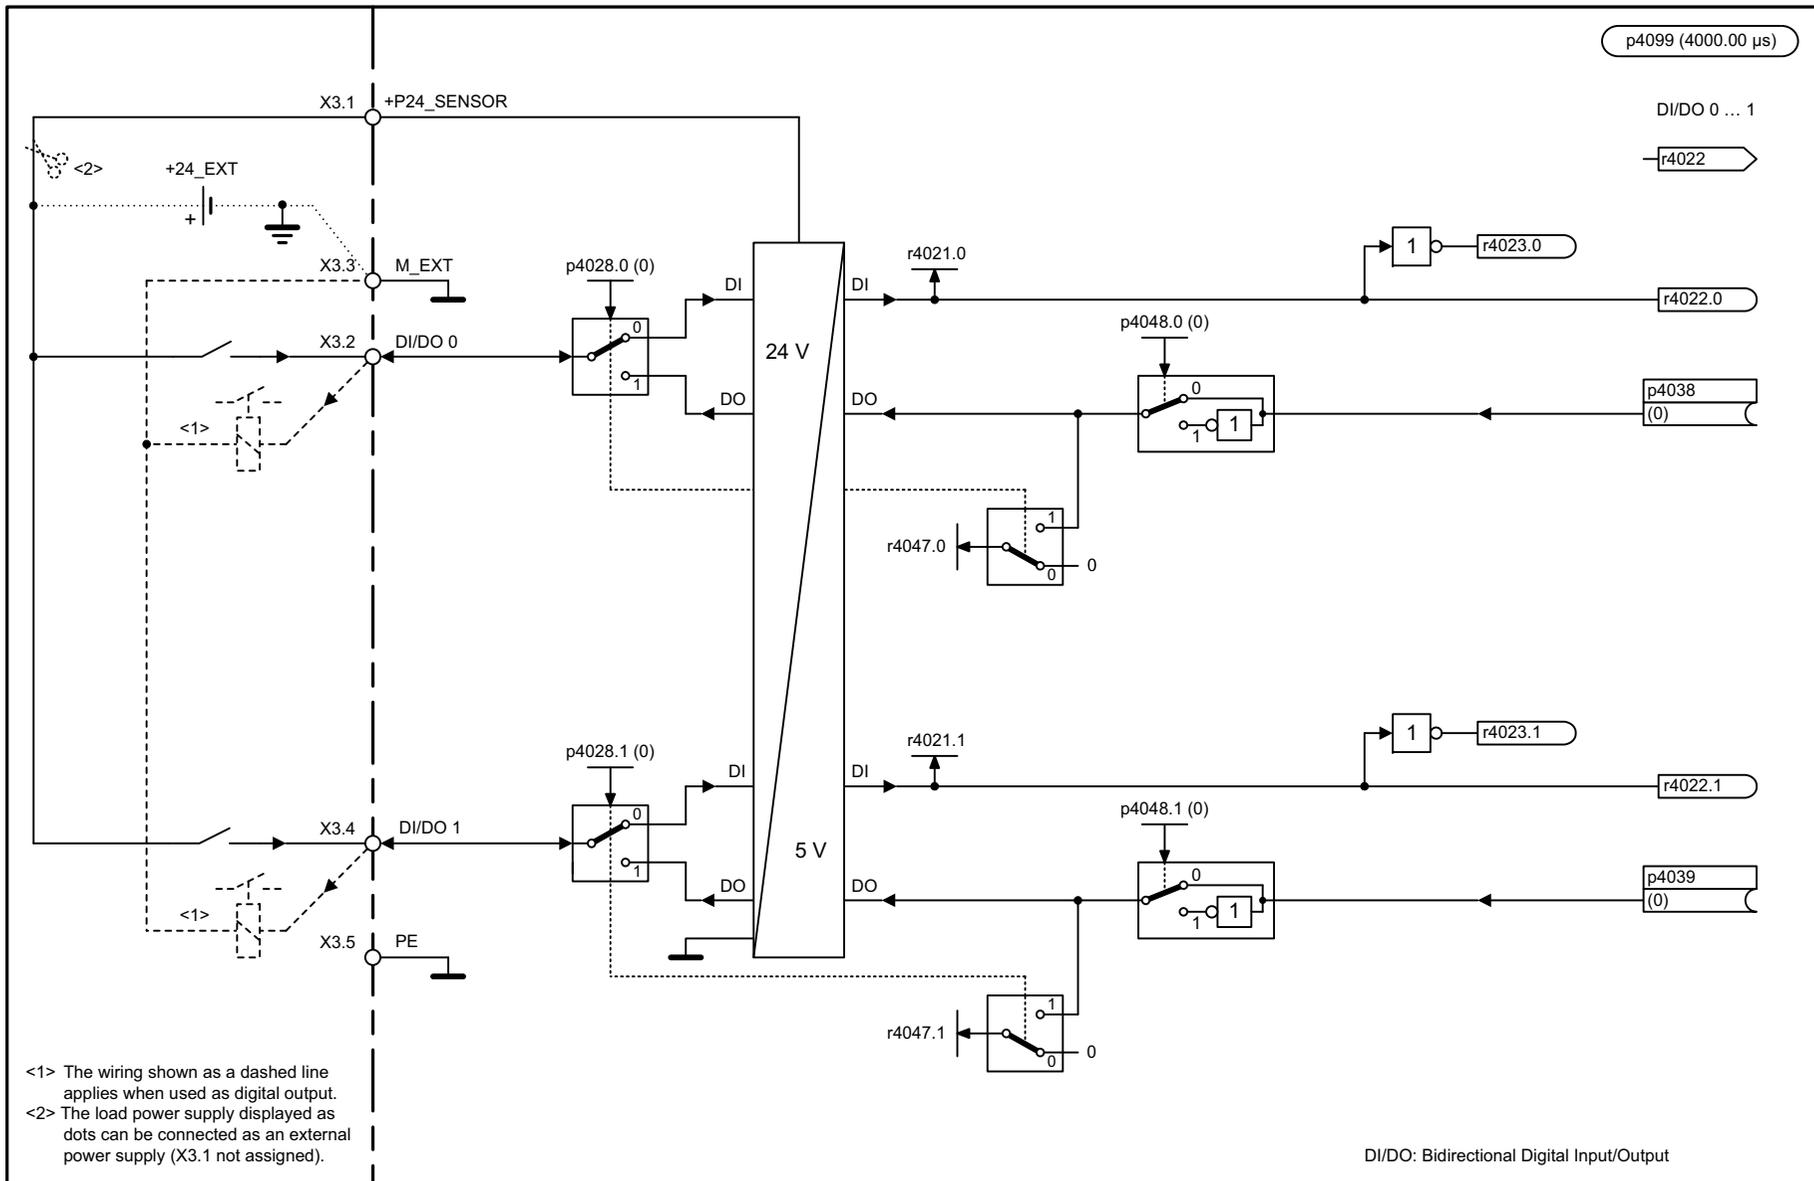 p4099 (4000.00 µs)
X3.1 +P24_SENSOR
DI/DO 0 … 1
r4022
<2>
+24_EXT
+
X3.3 M_EXT
p4028.0 (0)
DI
DI
r4021.0
1
r4023.0
r4022.0
0
1
24 V
p4048.0 (0)
X3.2 DI/DO 0
DO
DO
0
1
1
p4038
(0)
<1>
r4047.0
1
0
0
p4028.1 (0)
DI
DI
r4021.1
1
r4023.1
r4022.1
0
1
5 V
p4048.1 (0)
X3.4 DI/DO 1
DO
DO
0
1
1
p4039
(0)
<1>
X3.5 PE
r4047.1
1
0
0
<1> The wiring shown as a dashed line
applies when used as digital output.
<2> The load power supply displayed as
dots can be connected as an external
power supply (X3.1 not assigned).
DI/DO: Bidirectional Digital Input/Output